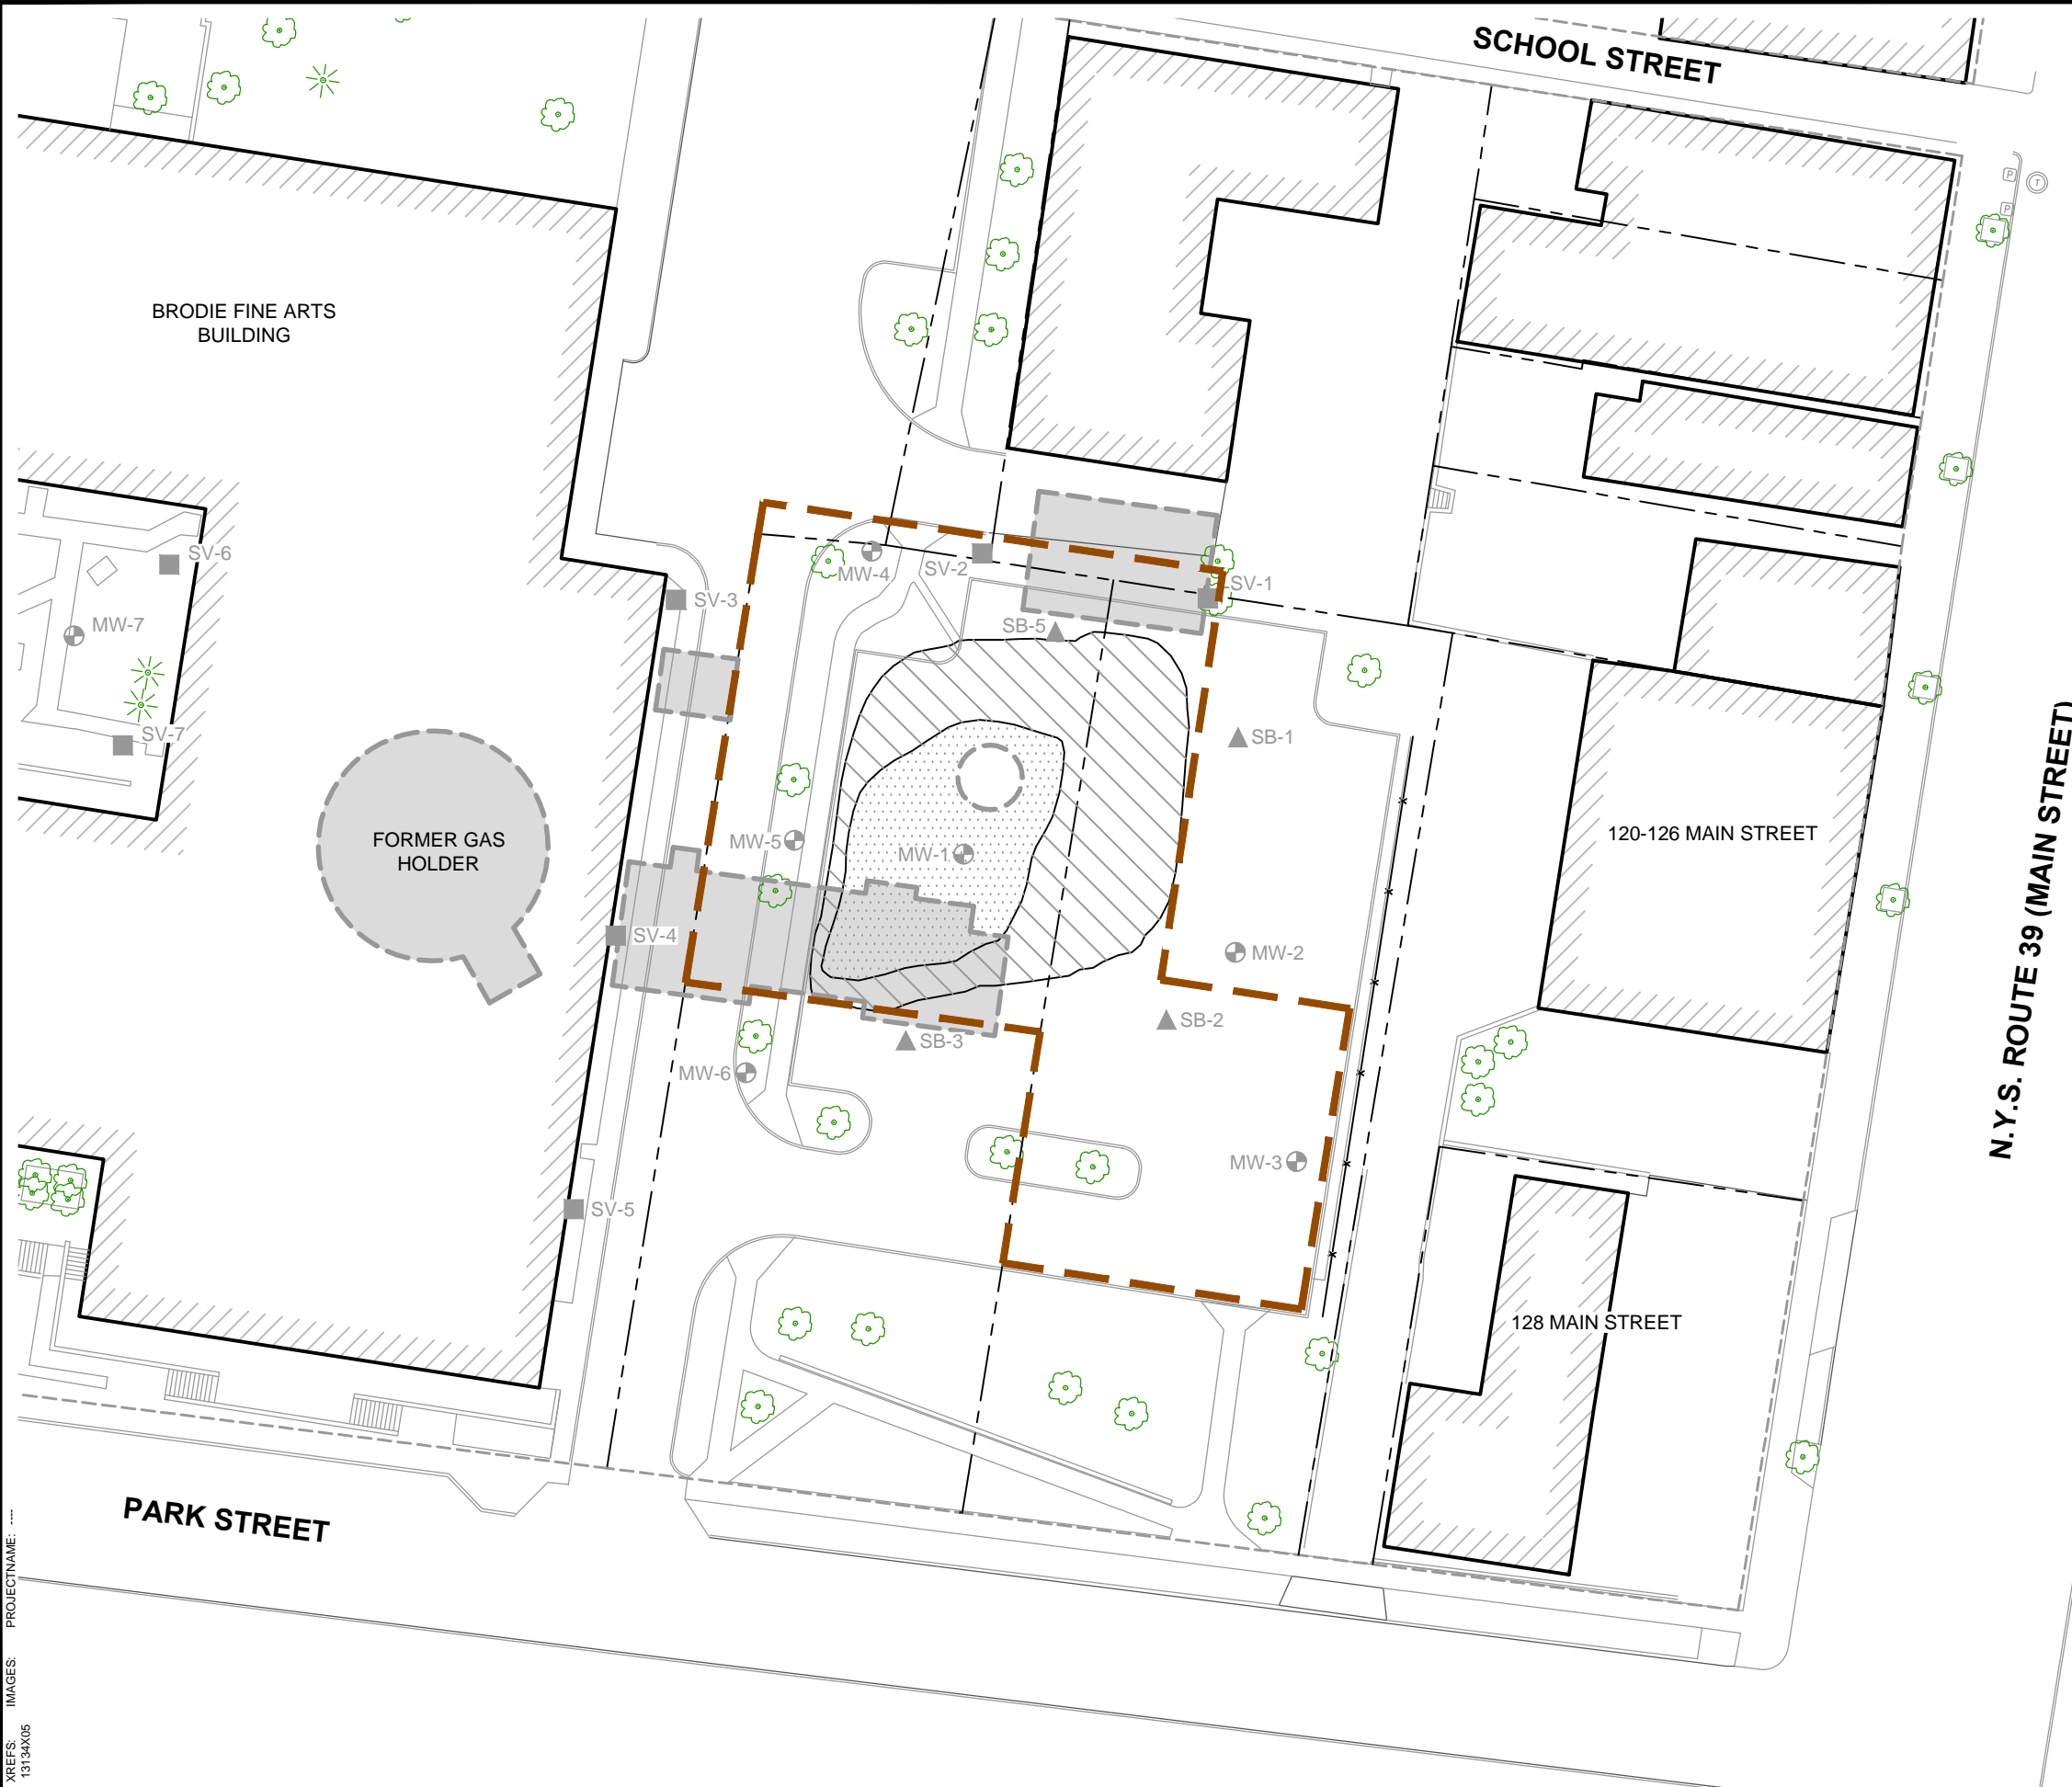 SCHOOL STREET
P
T
P
BRODIE FINE ARTS
BUILDING
SV-6
MW-4
SV-2
SV-1
SV-3
MW-7
SB-5
SV-7
SB-1
FORMER GAS
HOLDER
MW-5
MW-1
120-126 MAIN STREET
N.Y.S. ROUTE 39 (MAIN STREET)
SV-4
MW-2
SB-2
SB-3
MW-6
MW-3
SV-5
128 MAIN STREET
PARK STREET
XREFS: IMAGES: PROJECTNAME: ----
13134X05